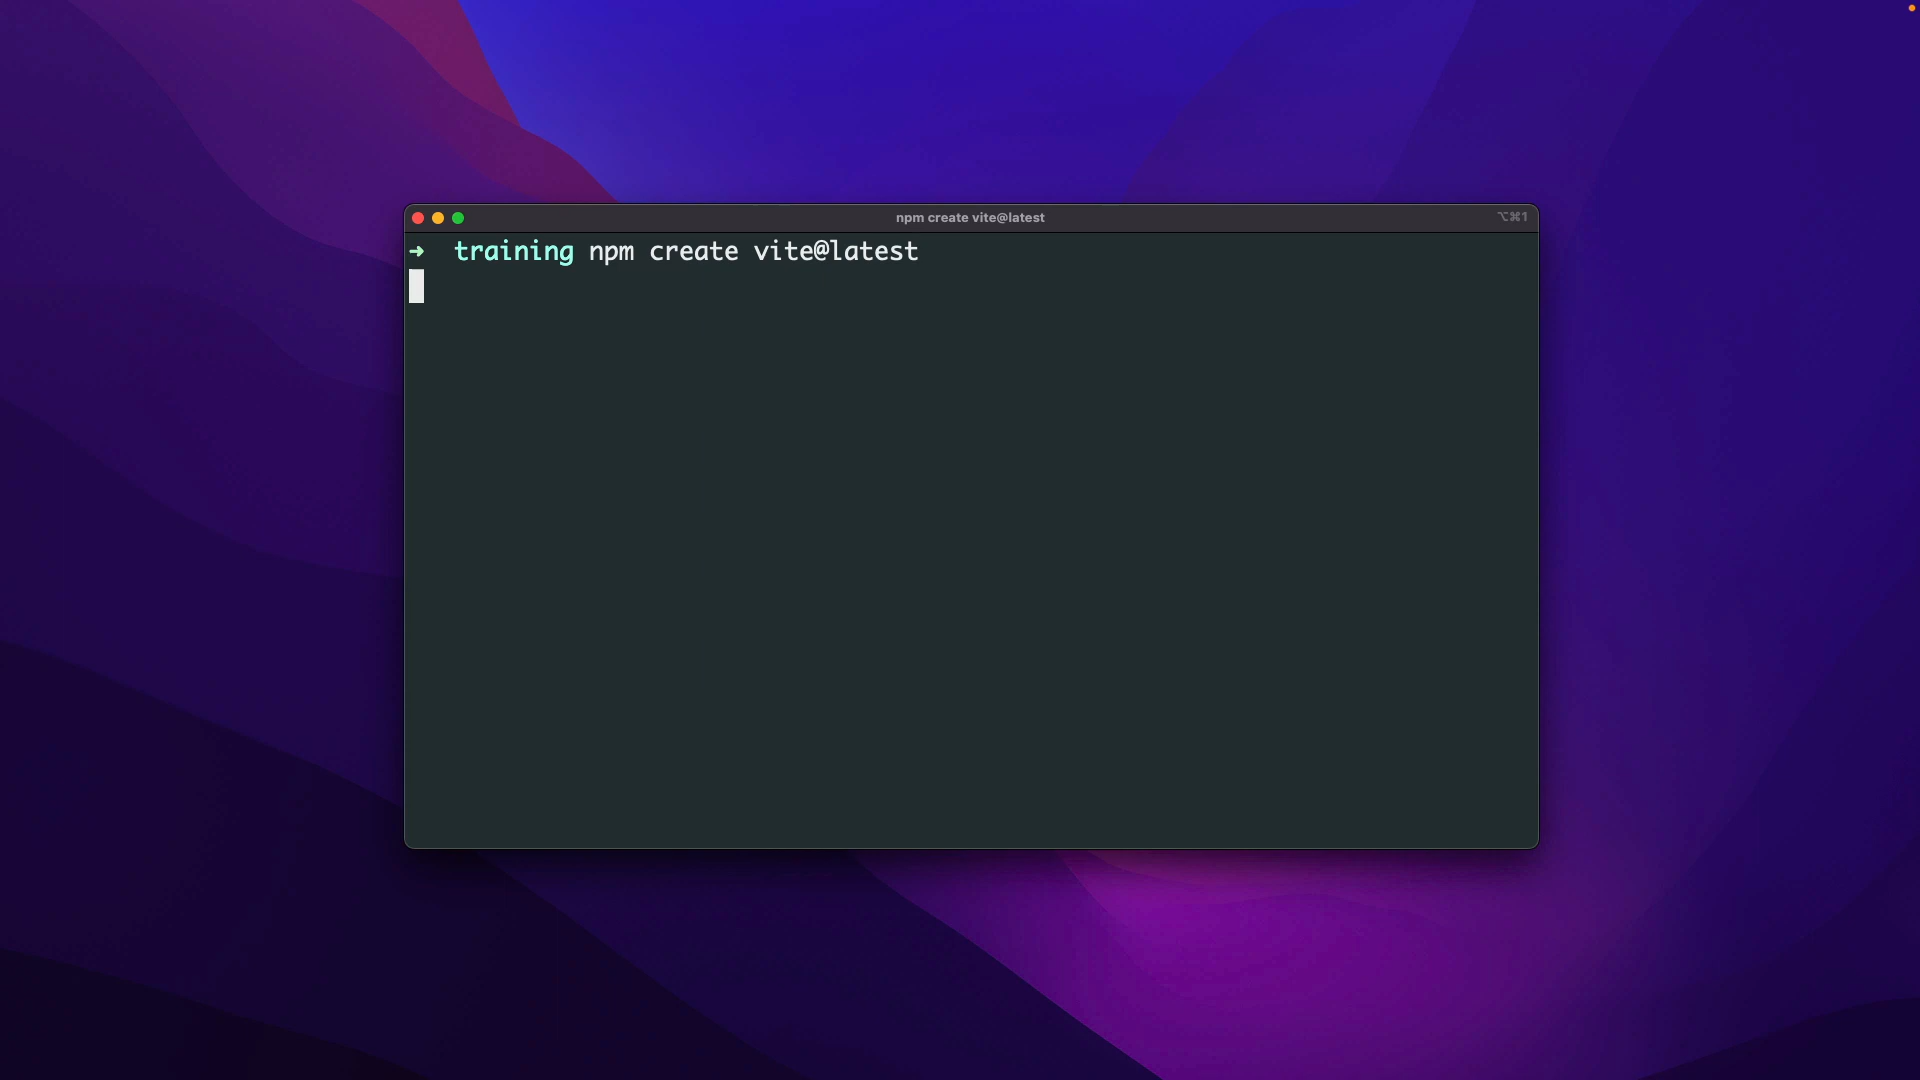 npm create vite@latest
⌥⌘1
➜ training npm create vite@latest